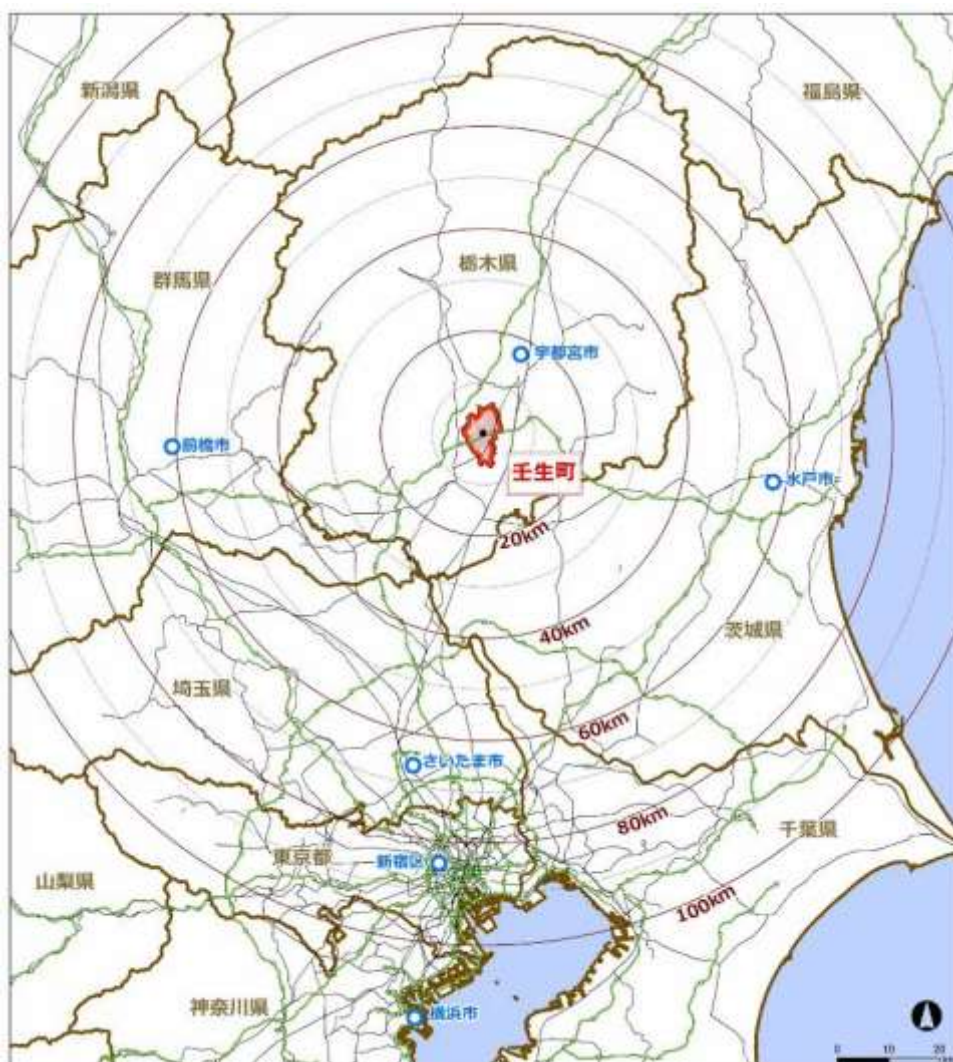 新潟県
福島県
栃木県
群馬県
宇都宮市
前橋市
壬生町
水戸市
20km
40km
茨城県
埼玉県
60km
さいたま市
80km
千葉県
東京都
新宿区
山梨県
100km
神奈川県
横浜市
0 10 20